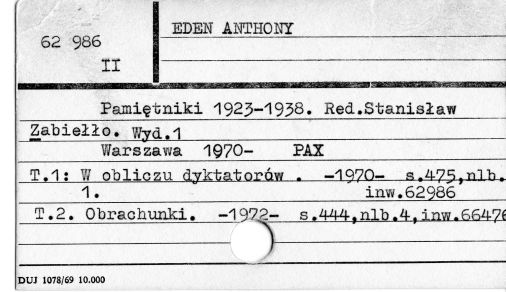 62 986
II
EDEN ANTHONY
Pamiętniki 1923-1938. Red.Stanisław
Zabiełło. Wyd.1
Warszawa 1970- PAX
T.1: W obliczu dyktatorów . -1970- s.475,nlb.
1. inw.62986
T.2. Obrachunki. -1972- s.444,nlb.4,inw.66476
DUJ 1078/69 10.000